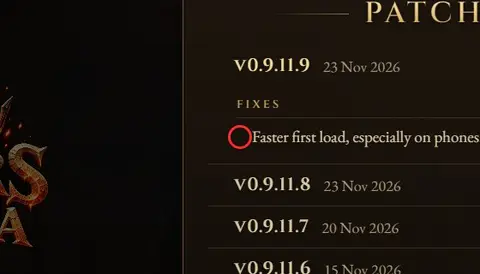 PATCH
v0.9.11.9 23 Nov 2026
FIXES
Faster first load, especially on phones
v0.9.11.8 23 Nov 2026
v0.9.11.7 20 Nov 2026
v0.9.11.6 15 Nov 2026
RS
A